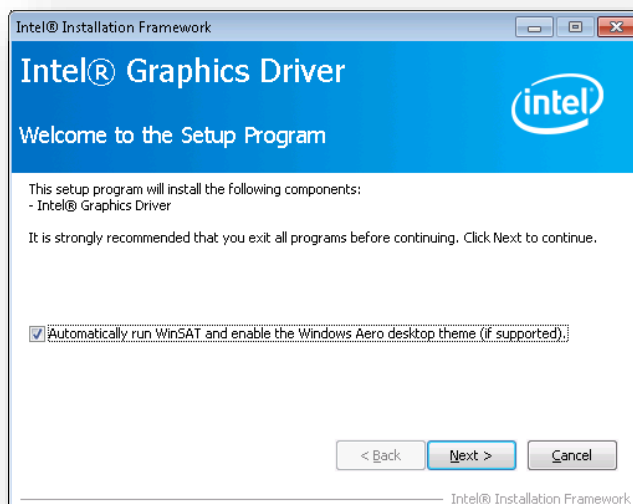 Intel® Installation Framework
Intel® Graphics Driver
intel®
Welcome to the Setup Program
This setup program will install the following components:
- Intel® Graphics Driver
It is strongly recommended that you exit all programs before continuing. Click Next to continue.
Automatically run WinSAT and enable the Windows Aero desktop theme (if supported).
< Back Next > Cancel
Intel® Installation Framework